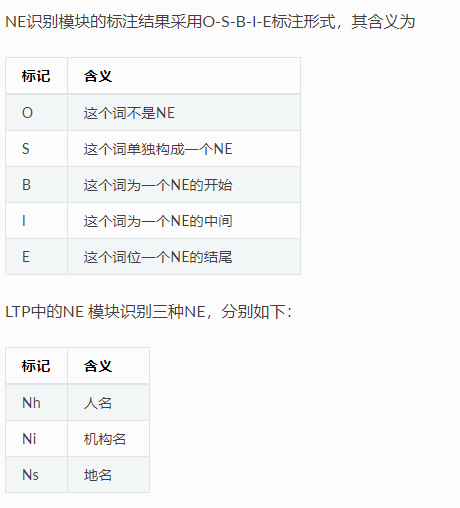 NE识别模块的标注结果采用O-S-B-I-E标注形式，其含义为
标记 含义
O 这个词不是NE
S 这个词单独构成一个NE
B 这个词为一个NE的开始
I 这个词为一个NE的中间
E 这个词位一个NE的结尾
LTP中的NE 模块识别三种NE，分别如下：
标记 含义
Nh 人名
Ni 机构名
Ns 地名